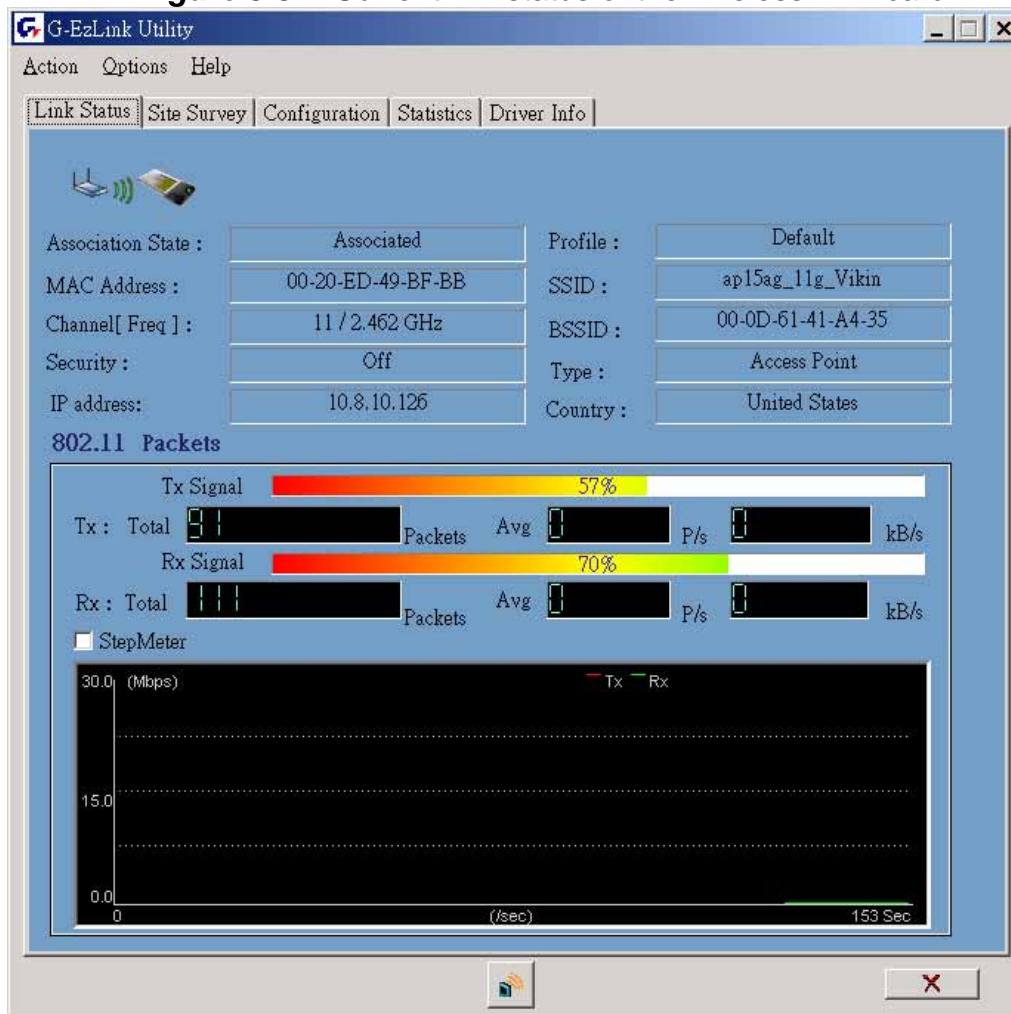 G-EzLink Utility
Action Options Help
Link Status Site Survey Configuration Statistics Driver Info
Association State : Associated Profile : Default
MAC Address : 00-20-ED-49-BF-BB SSID : ap15ag_11g_Vikin
Channel[ Freq ] : 11 / 2.462 GHz BSSID : 00-0D-61-41-A4-35
Security : Off Type : Access Point
IP address: 10.8.10.126 Country : United States
802.11 Packets
Tx Signal 57%
Tx : Total 91 Packets Avg 0 P/s 0 kB/s
Rx Signal 70%
Rx : Total 111 Packets Avg 0 P/s 0 kB/s
StepMeter
30.0 (Mbps) Tx Rx
15.0
0.0
0 (/sec) 153 Sec